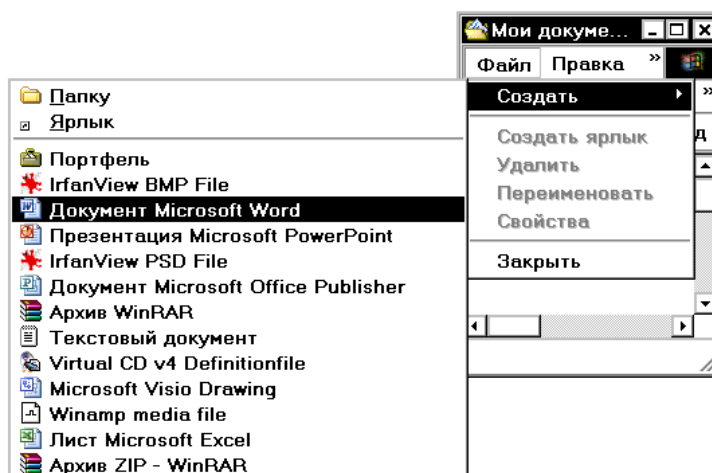 Мои докуме...
Файл Правка »
Создать
Создать ярлык
Удалить
Переименовать
Свойства
Закрыть
Папку
Ярлык
Портфель
IrfanView BMP File
Документ Microsoft Word
Презентация Microsoft PowerPoint
IrfanView PSD File
Документ Microsoft Office Publisher
Архив WinRAR
Текстовый документ
Virtual CD v4 Definitionfile
Microsoft Visio Drawing
Winamp media file
Лист Microsoft Excel
Архив ZIP - WinRAR